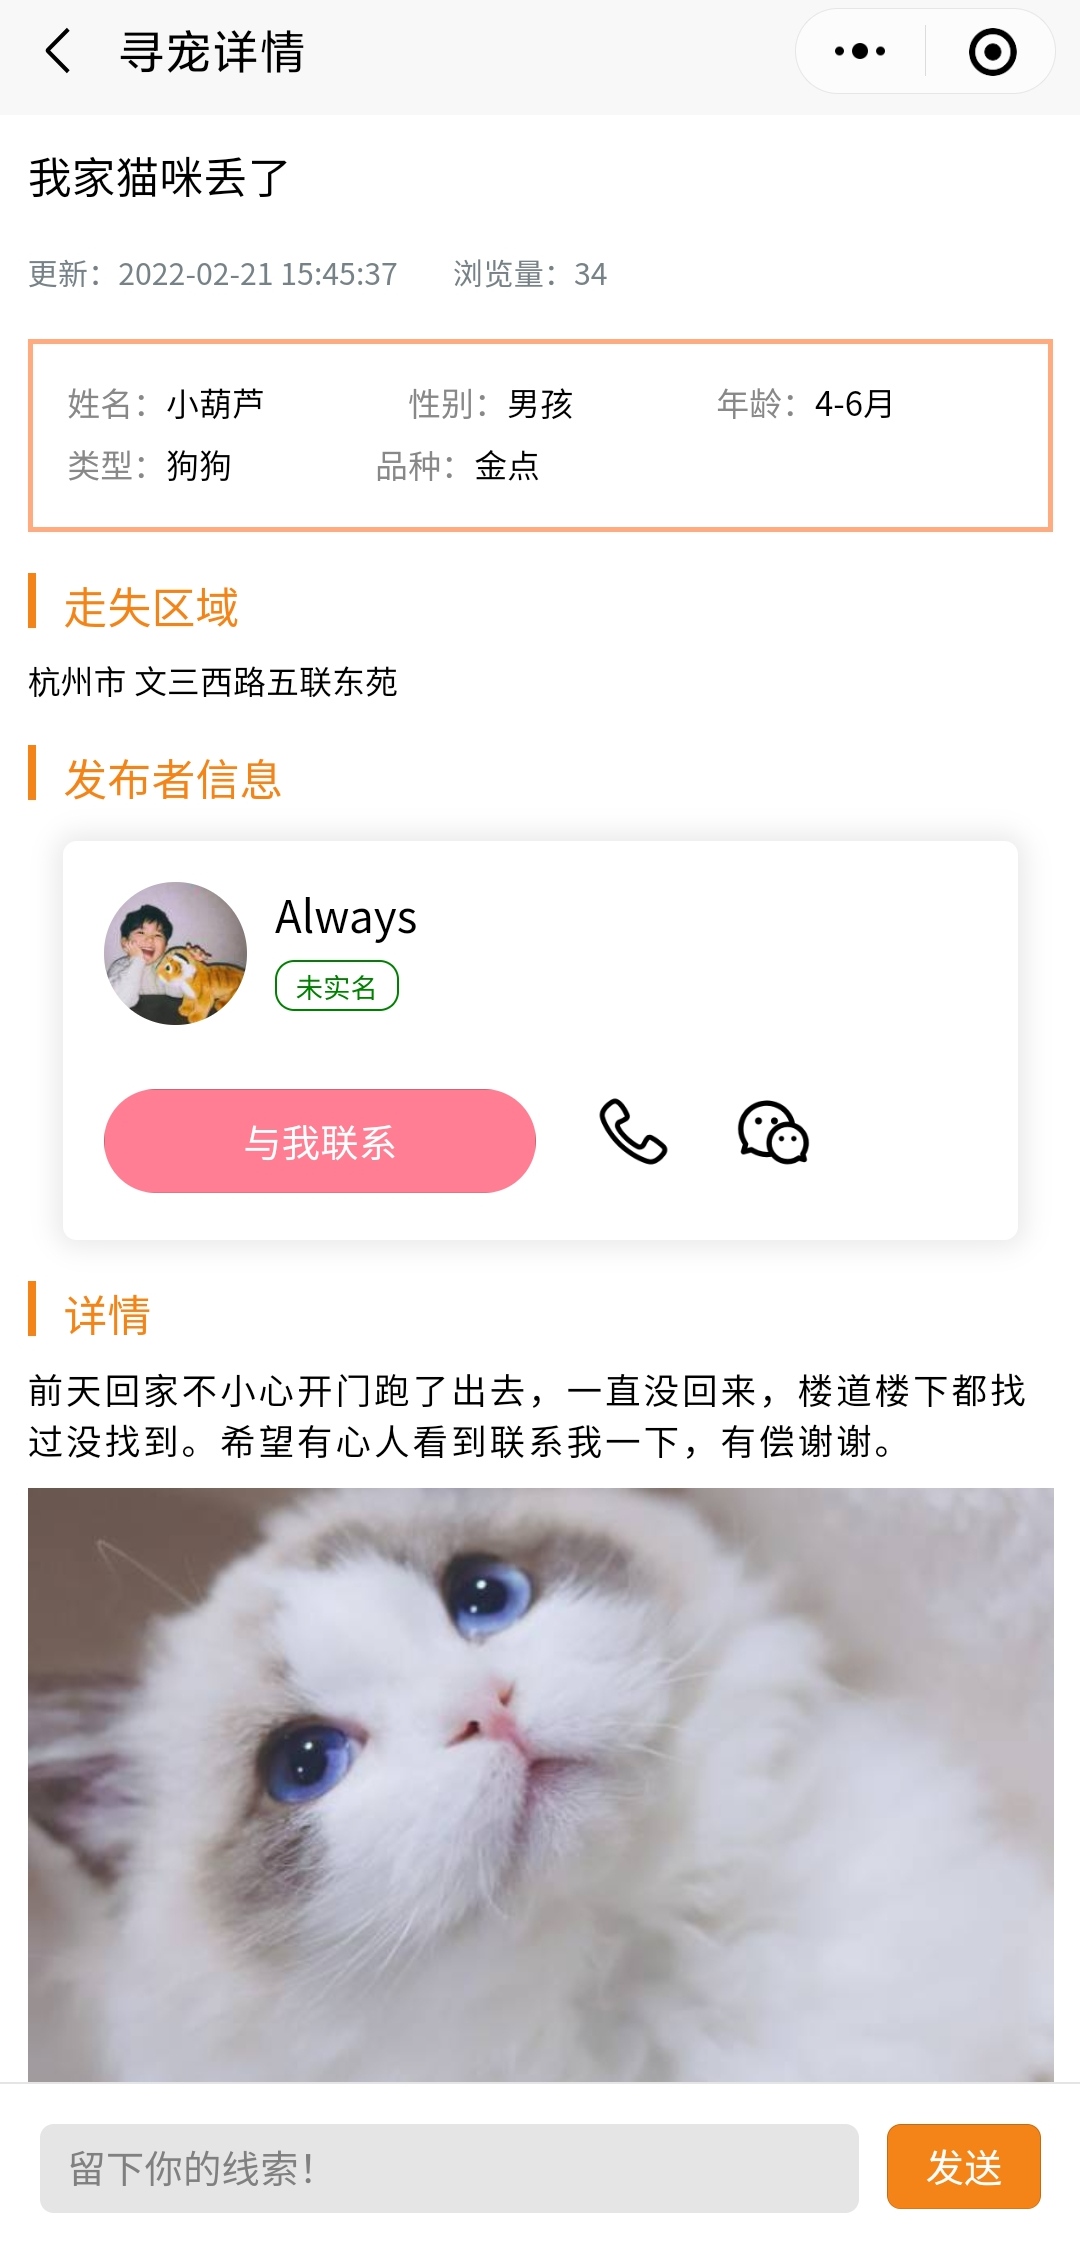 寻宠详情
我家猫咪丢了
更新：2022-02-21 15:45:37 浏览量：34
姓名：小葫芦 性别：男孩 年龄：4-6月
类型：狗狗 品种：金点
走失区域
杭州市 文三西路五联东苑
发布者信息
Always
未实名
与我联系
详情
前天回家不小心开门跑了出去，一直没回来，楼道楼下都找
过没找到。希望有心人看到联系我一下，有偿谢谢。
留下你的线索！
发送